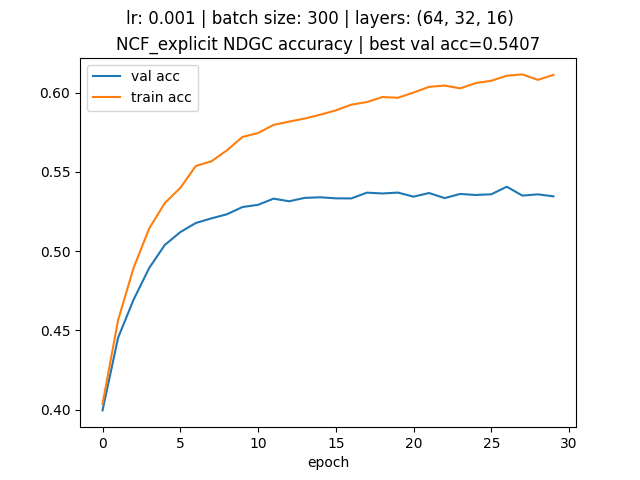 lr: 0.001 | batch size: 300 | layers: (64, 32, 16)
NCF_explicit NDGC accuracy | best val acc=0.5407
val acc
train acc
0.60
0.55
0.50
0.45
0.40
0 5 10 15 20 25 30
epoch